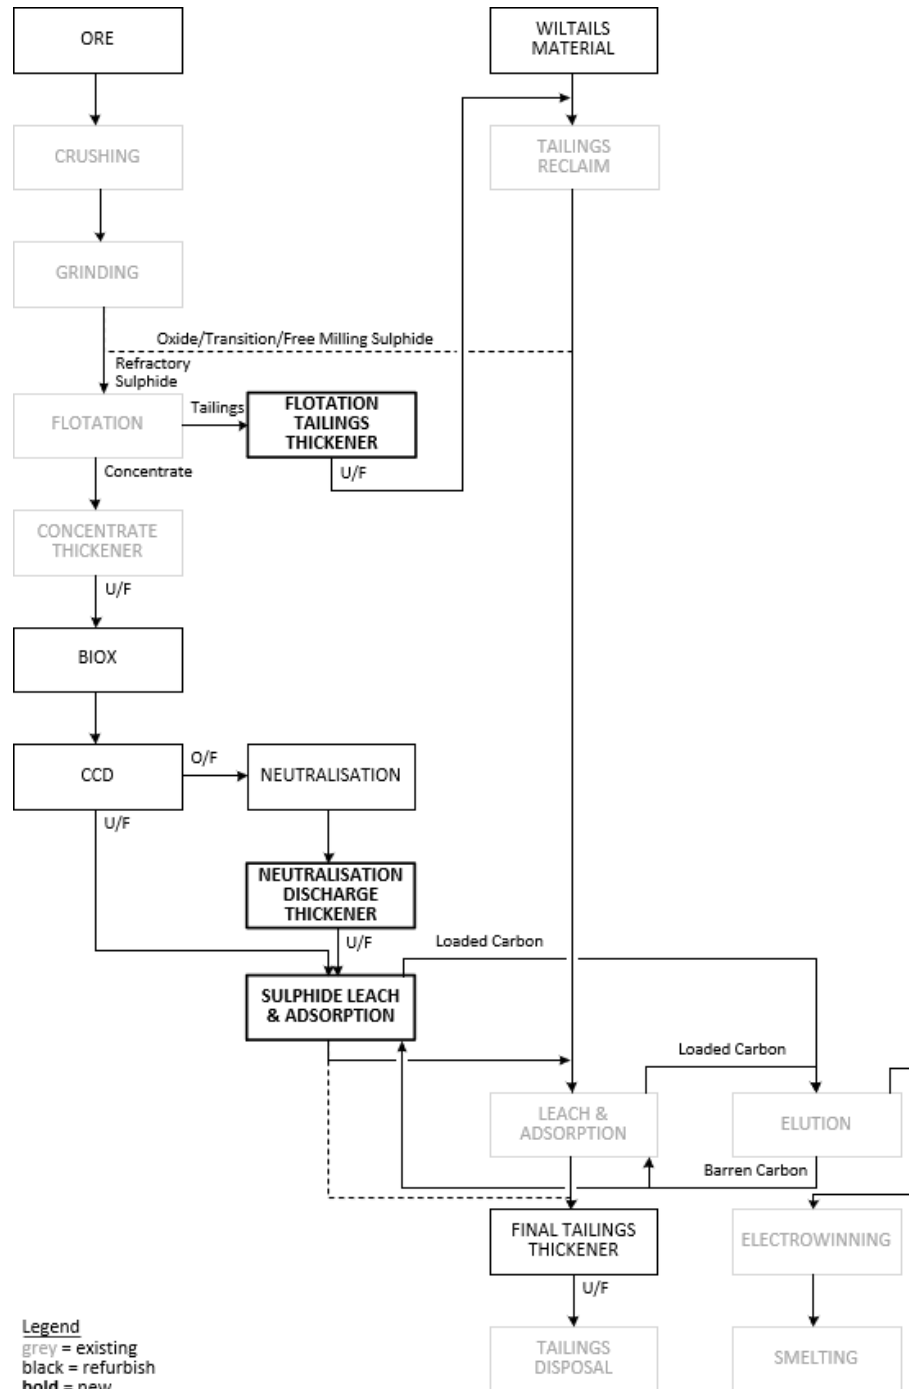 ORE
WILTAILS
MATERIAL
CRUSHING
TAILINGS
RECLAIM
GRINDING
Oxide/Transition/Free Milling Sulphide
Refractory
Sulphide
FLOTATION
Tailings
FLOTATION
TAILINGS
THICKENER
U/F
Concentrate
CONCENTRATE
THICKENER
U/F
BIOX
CCD
O/F
NEUTRALISATION
U/F
NEUTRALISATION
DISCHARGE
THICKENER
U/F
Loaded Carbon
SULPHIDE LEACH
& ADSORPTION
Loaded Carbon
LEACH &
ADSORPTION
ELUTION
Barren Carbon
FINAL TAILINGS
THICKENER
ELECTROWINNING
U/F
TAILINGS
DISPOSAL
SMELTING
Legend
grey = existing
black = refurbish
bold = new